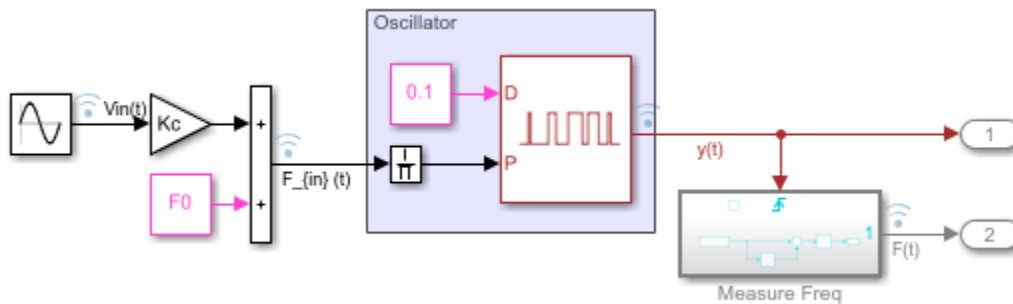 Oscillator
Vin(t)
Kc
+
F_{in} (t)
F0
+
0.1
D
P
y(t)
1
1
F(t)
2
Measure Freq